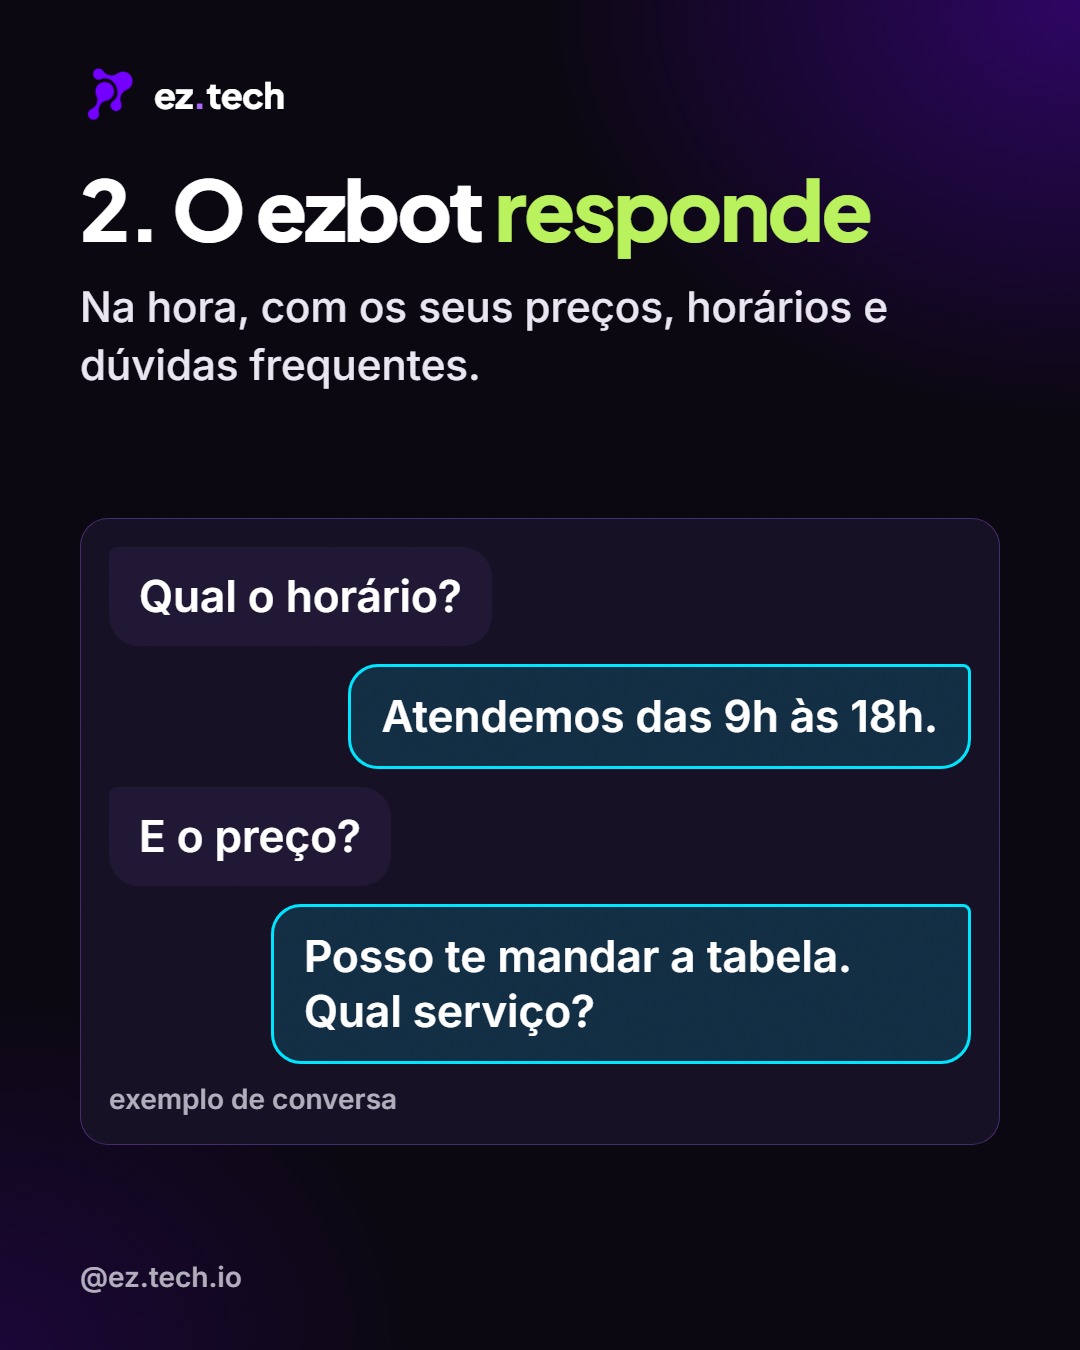 ez.tech
2. O ezbot responde
Na hora, com os seus preços, horários e
dúvidas frequentes.
Qual o horário?
Atendemos das 9h às 18h.
E o preço?
Posso te mandar a tabela.
Qual serviço?
exemplo de conversa
@ez.tech.io